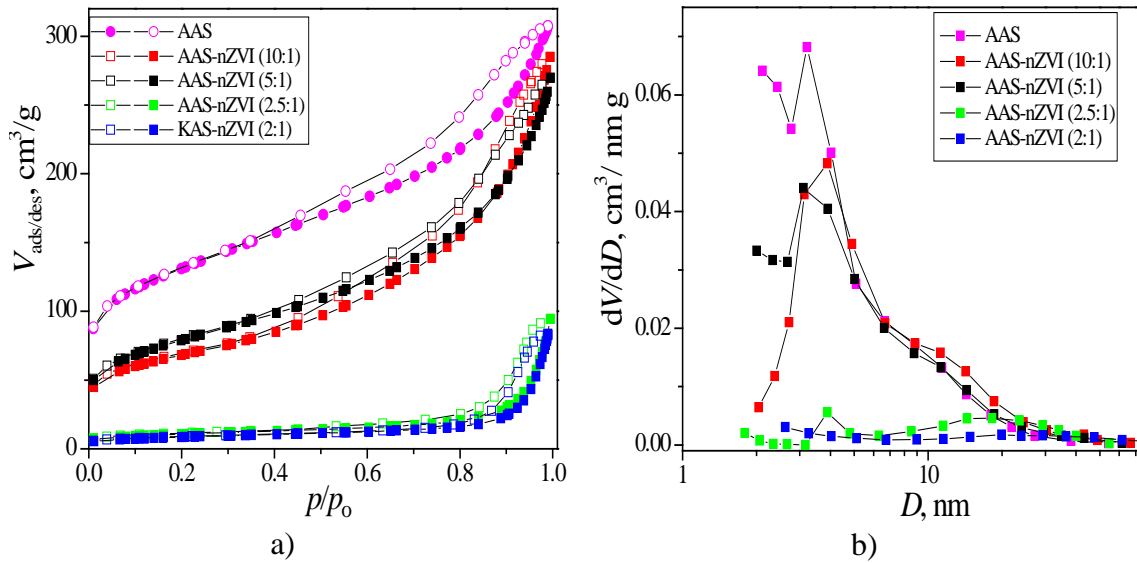 300
200
100
0
V_ads/des, cm³/g
AAS
AAS-nZVI (10:1)
AAS-nZVI (5:1)
AAS-nZVI (2.5:1)
KAS-nZVI (2:1)
0.0 0.2 0.4 0.6 0.8 1.0
p/p_o
a)
0.06
0.04
0.02
0.00
dV/dD, cm³/ nm g
AAS
AAS-nZVI (10:1)
AAS-nZVI (5:1)
AAS-nZVI (2.5:1)
AAS-nZVI (2:1)
1 10
D, nm
b)